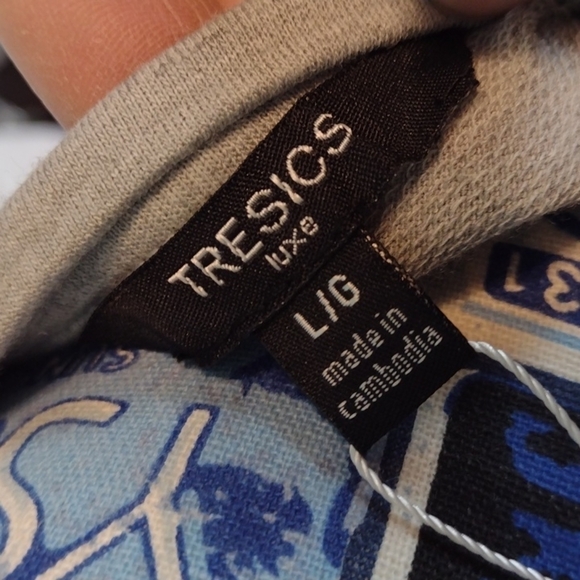 TRESICS
luxe
L/G
made in
cambodia